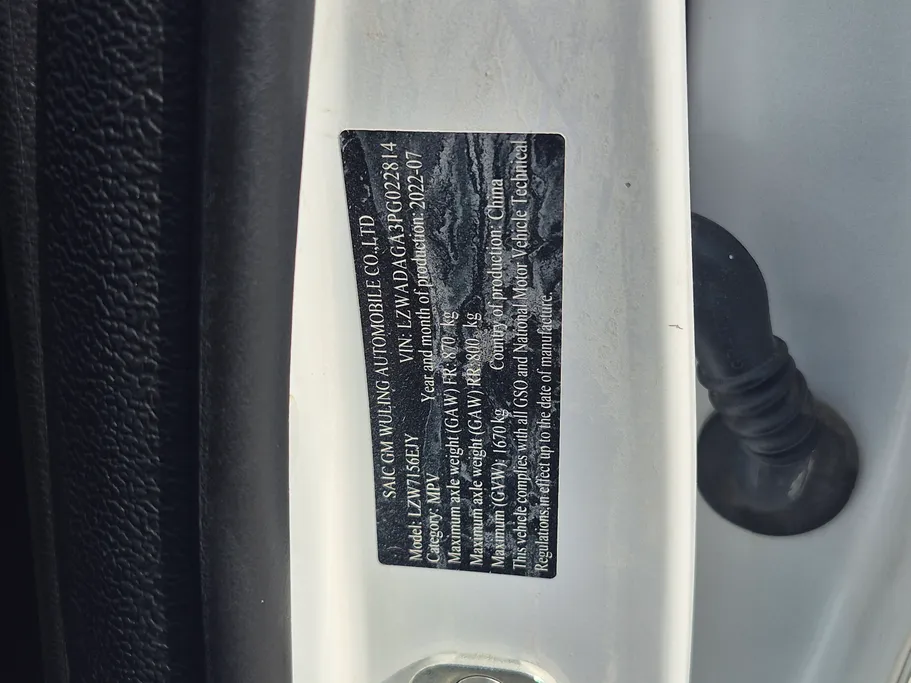 SAIC GM WULING AUTOMOBILE CO.,LTD
Model: LZW7156EJY VIN: LZWADAGA3PG022814
Category: MPV Year and month of production: 2022-07
Maximum axle weight (GAW) FR: 870 kg
Maximum axle weight (GAW) RR: 800 kg
Maximum (GVW): 1670 kg Country of production: China
This vehicle complies with all GSO and National Motor Vehicle Technical
Regulations in effect up to the date of manufacture.